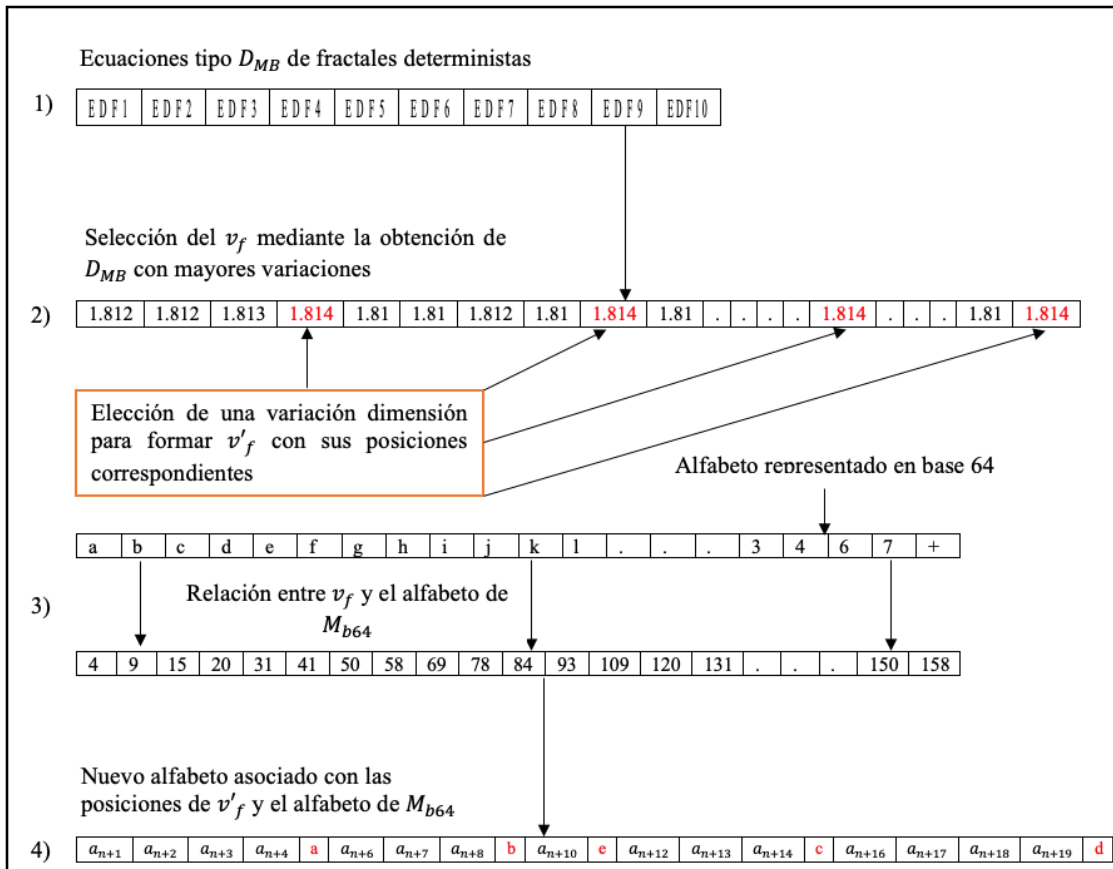 Ecuaciones tipo D_MB de fractales deterministas
1) EDF1 EDF2 EDF3 EDF4 EDF5 EDF6 EDF7 EDF8 EDF9 EDF10
Selección del v_f mediante la obtención de
D_MB con mayores variaciones
2) 1.812 1.812 1.813 1.814 1.81 1.81 1.812 1.81 1.814 1.81 . . . . 1.814 . . . 1.81 1.814
Elección de una variación dimensión
para formar v'_f con sus posiciones
correspondientes
Alfabeto representado en base 64
a b c d e f g h i j k l . . . 3 4 6 7 +
3)
Relación entre v_f y el alfabeto de
M_b64
4 9 15 20 31 41 50 58 69 78 84 93 109 120 131 . . . 150 158
Nuevo alfabeto asociado con las
posiciones de v'_f y el alfabeto de M_b64
4) a_n+1 a_n+2 a_n+3 a_n+4 a a_n+6 a_n+7 a_n+8 b a_n+10 e a_n+12 a_n+13 a_n+14 c a_n+16 a_n+17 a_n+18 a_n+19 d